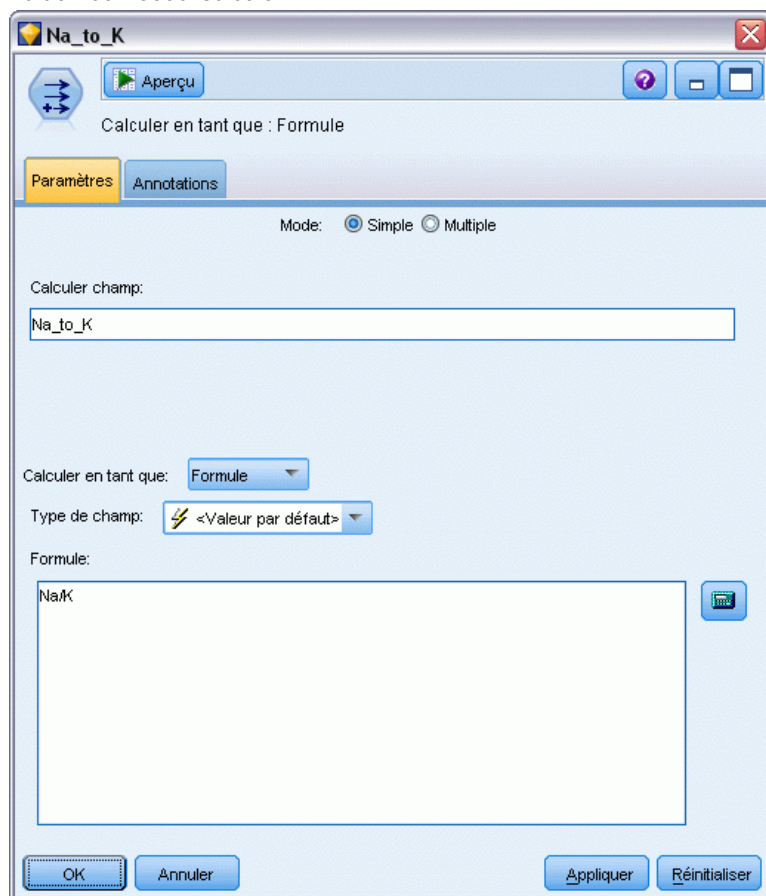 Na_to_K
Aperçu
Calculer en tant que : Formule
Paramètres Annotations
Mode: Simple Multiple
Calculer champ:
Na_to_K
Calculer en tant que: Formule
Type de champ: <Valeur par défaut>
Formule:
Na/K
OK Annuler Appliquer Réinitialiser